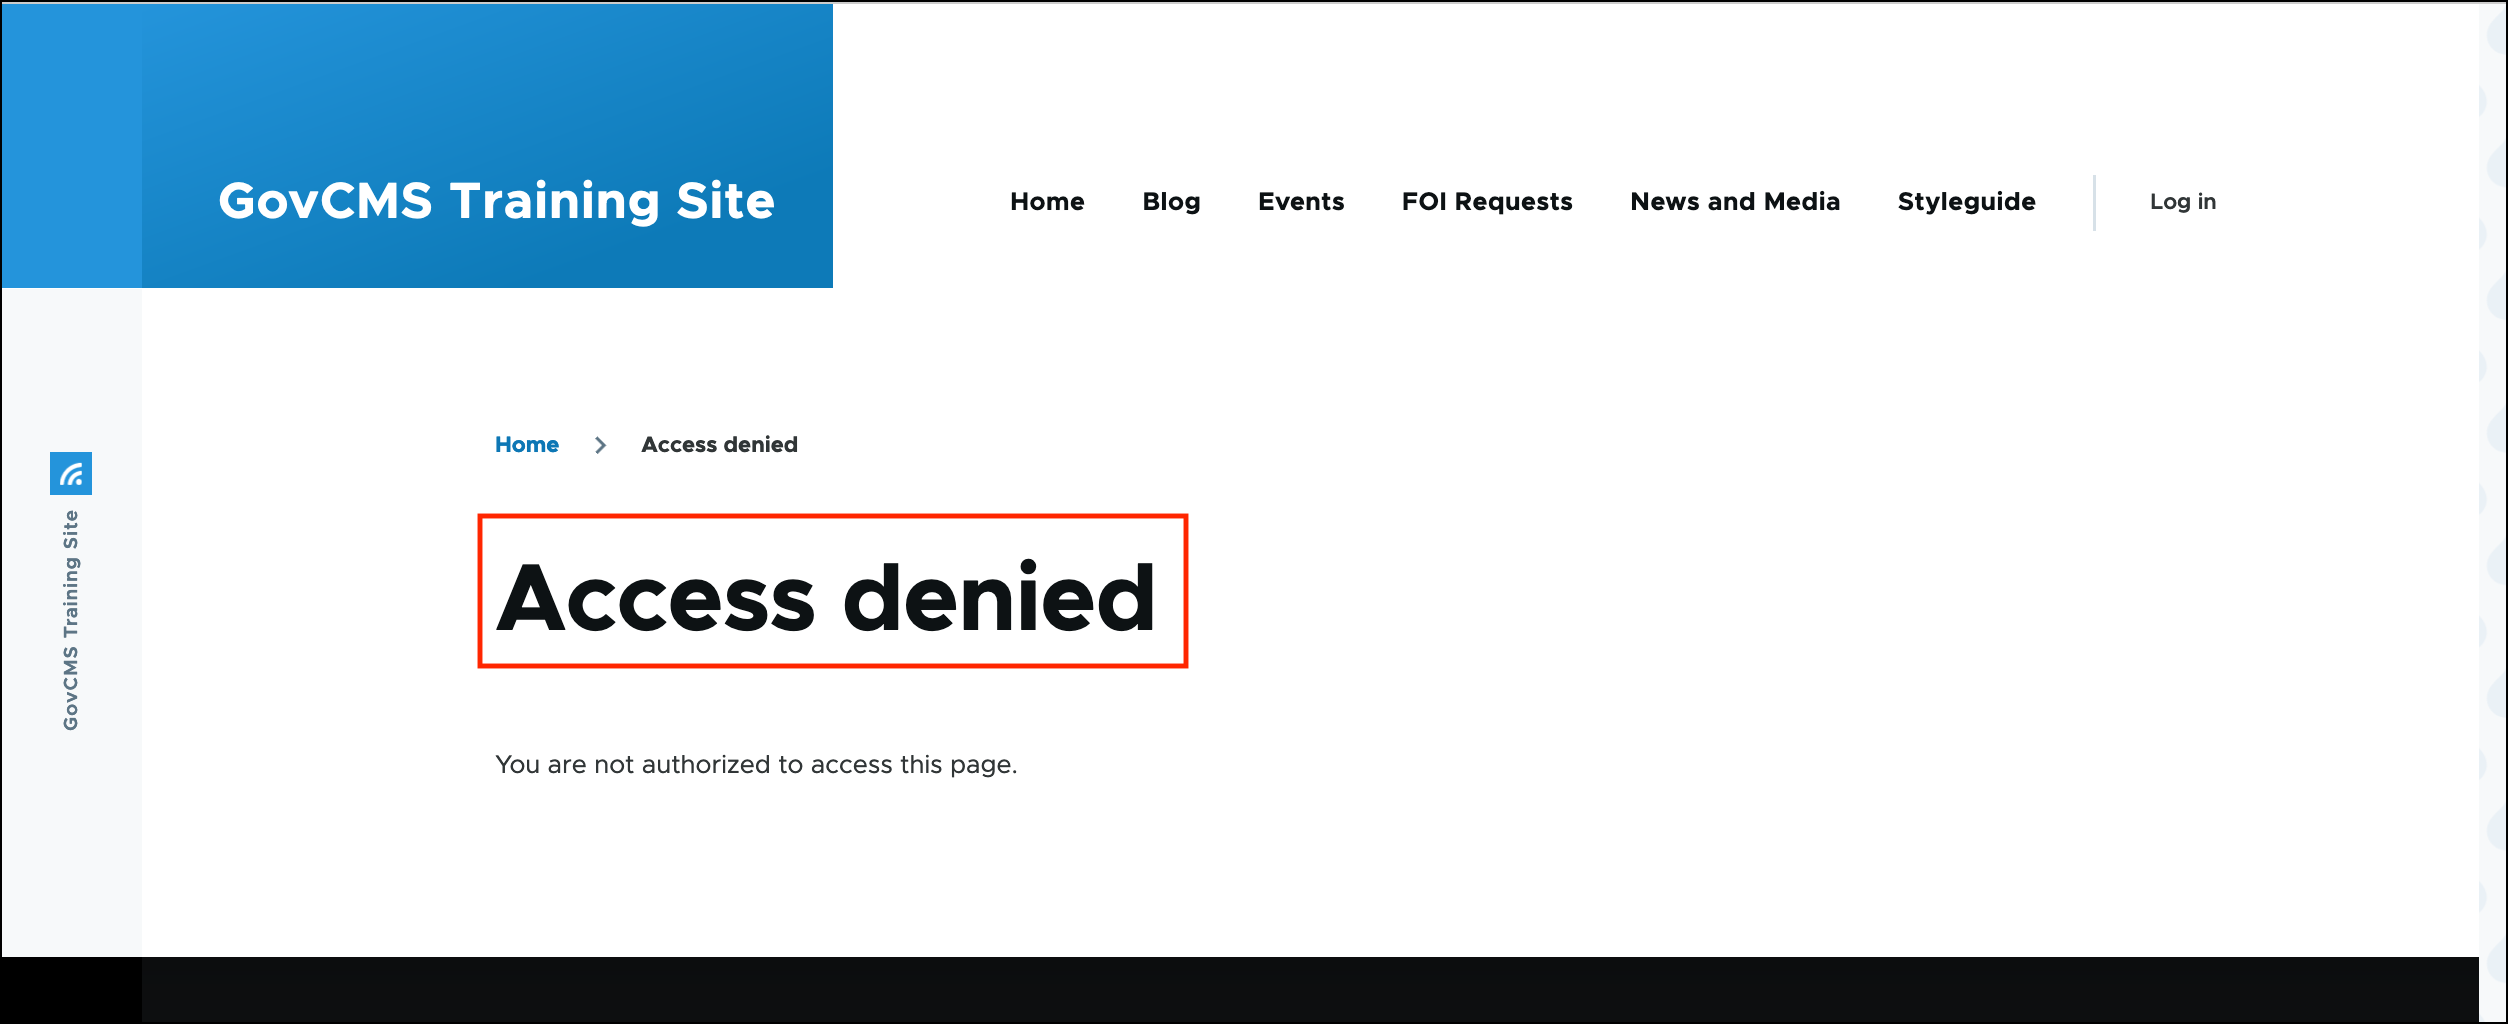 GovCMS Training Site
Home Blog Events FOI Requests News and Media Styleguide Log in
Home Access denied
GovCMS Training Site
Access denied
You are not authorized to access this page.